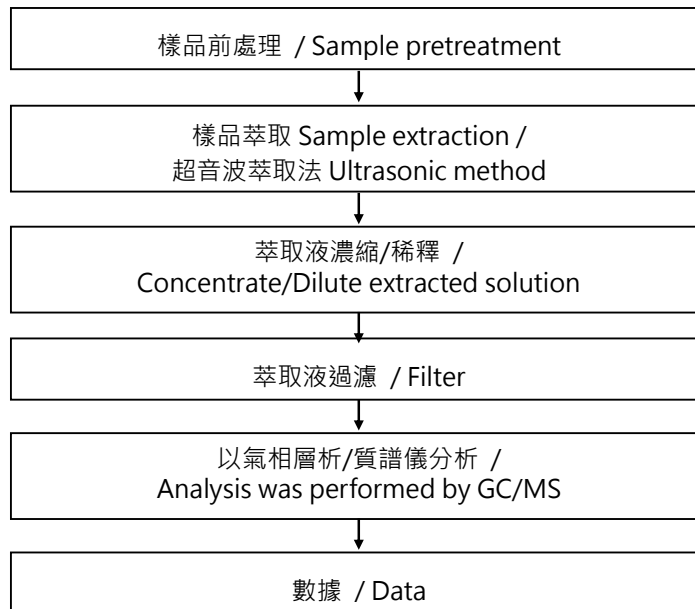 樣品前處理 / Sample pretreatment
樣品萃取 Sample extraction /
超音波萃取法 Ultrasonic method
萃取液濃縮/稀釋 /
Concentrate/Dilute extracted solution
萃取液過濾 / Filter
以氣相層析/質譜儀分析 /
Analysis was performed by GC/MS
數據 / Data